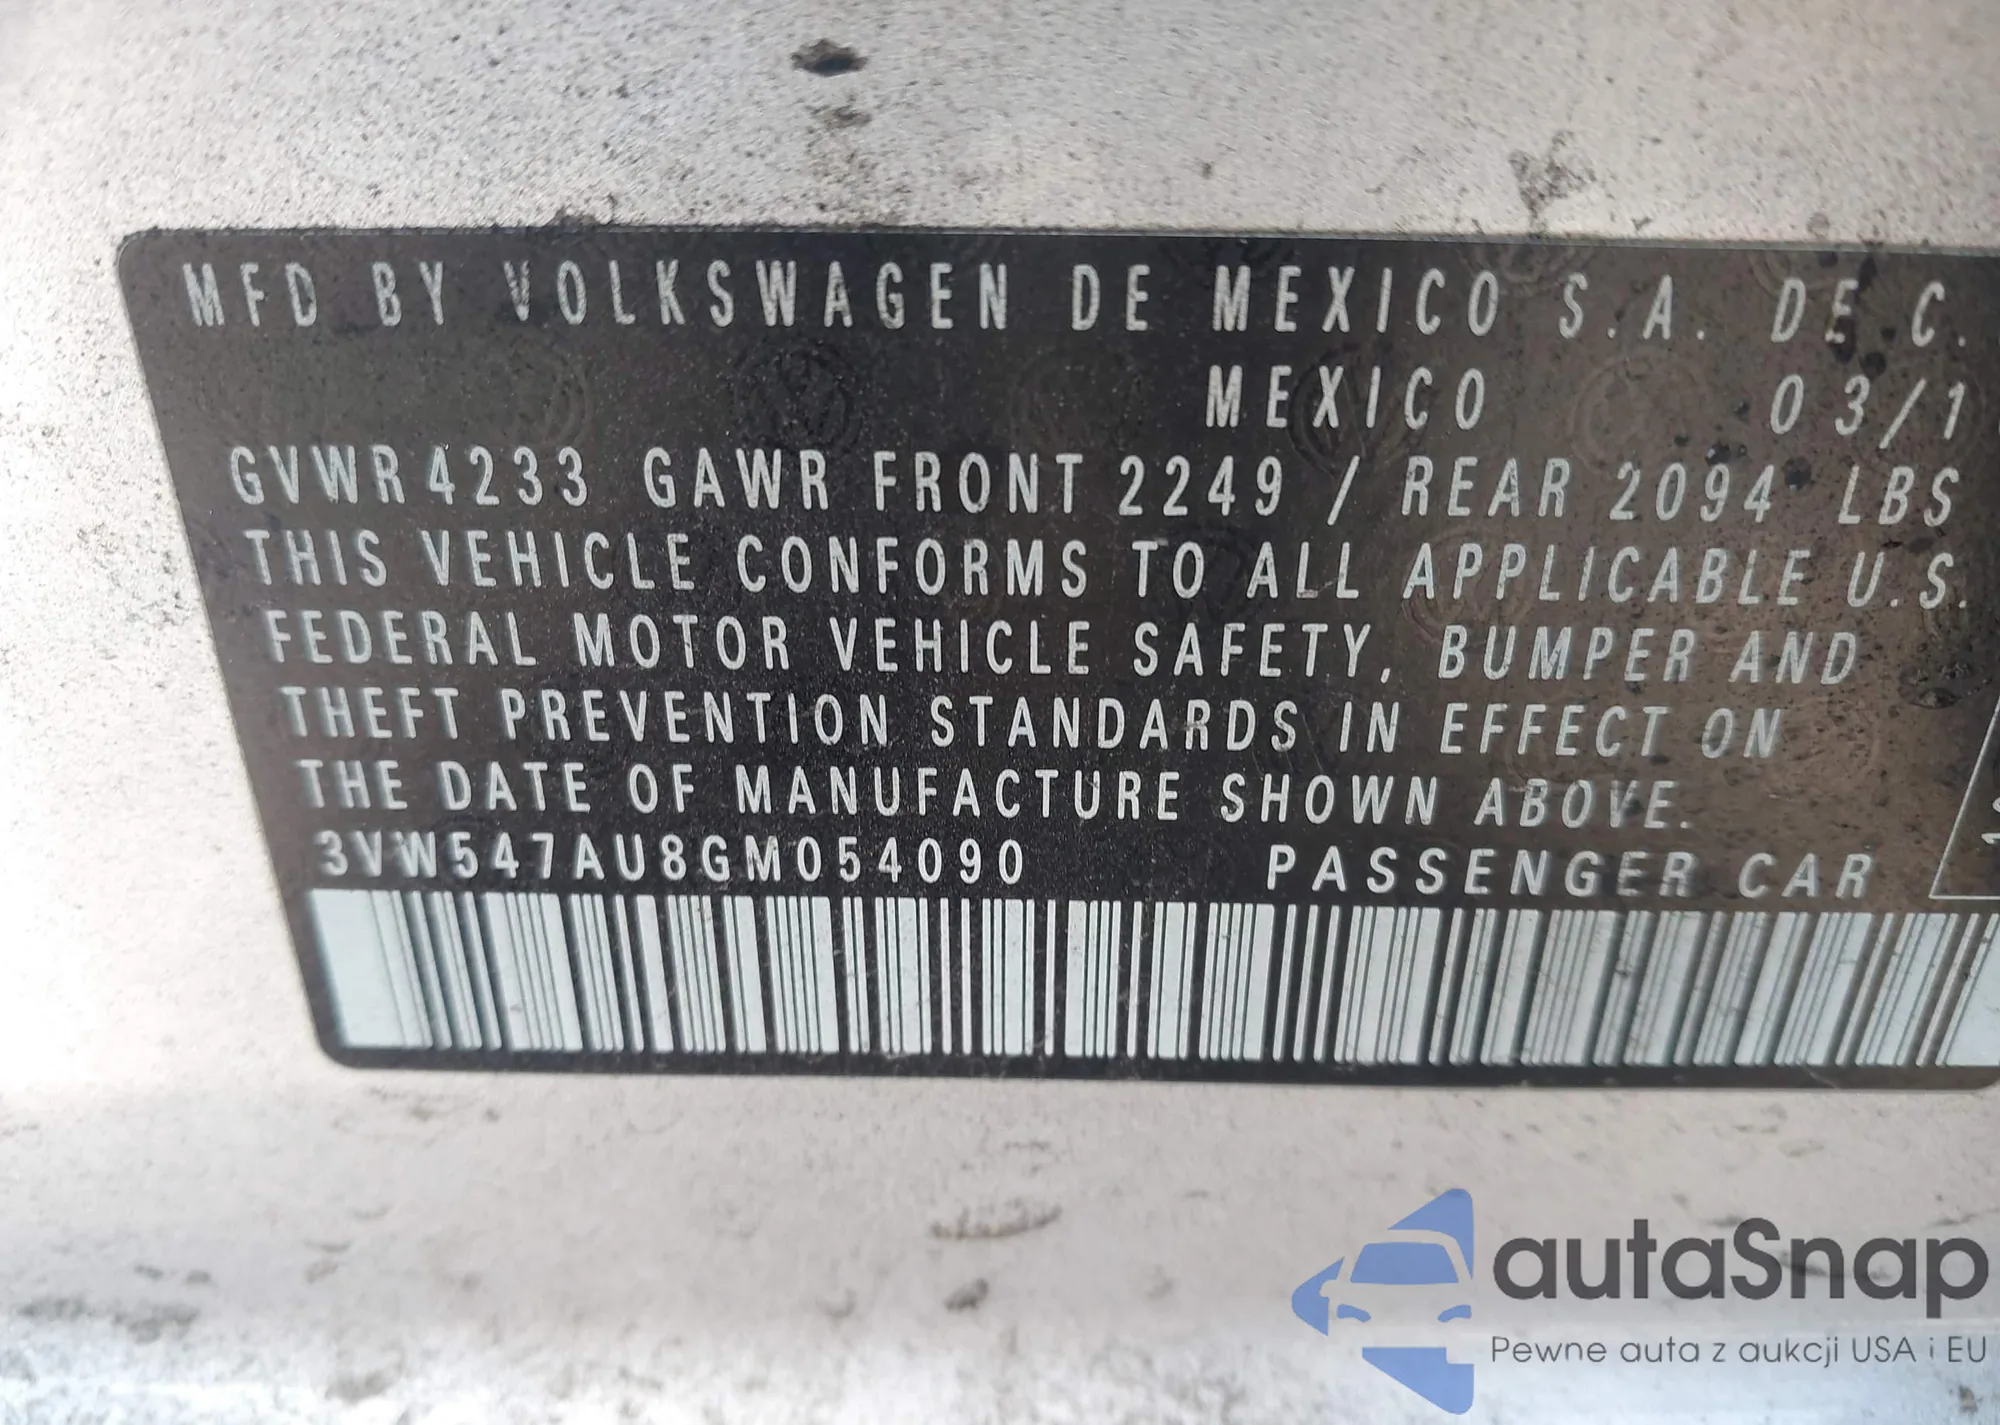 MFD BY VOLKSWAGEN DE MEXICO S.A. DE C.
MEXICO 03/1
GVWR 4233 GAWR FRONT 2249 / REAR 2094 LBS
THIS VEHICLE CONFORMS TO ALL APPLICABLE U.S.
FEDERAL MOTOR VEHICLE SAFETY, BUMPER AND
THEFT PREVENTION STANDARDS IN EFFECT ON
THE DATE OF MANUFACTURE SHOWN ABOVE.
3VW547AU8GM054090 PASSENGER CAR
autaSnap
Pewne auta z aukcji USA i EU